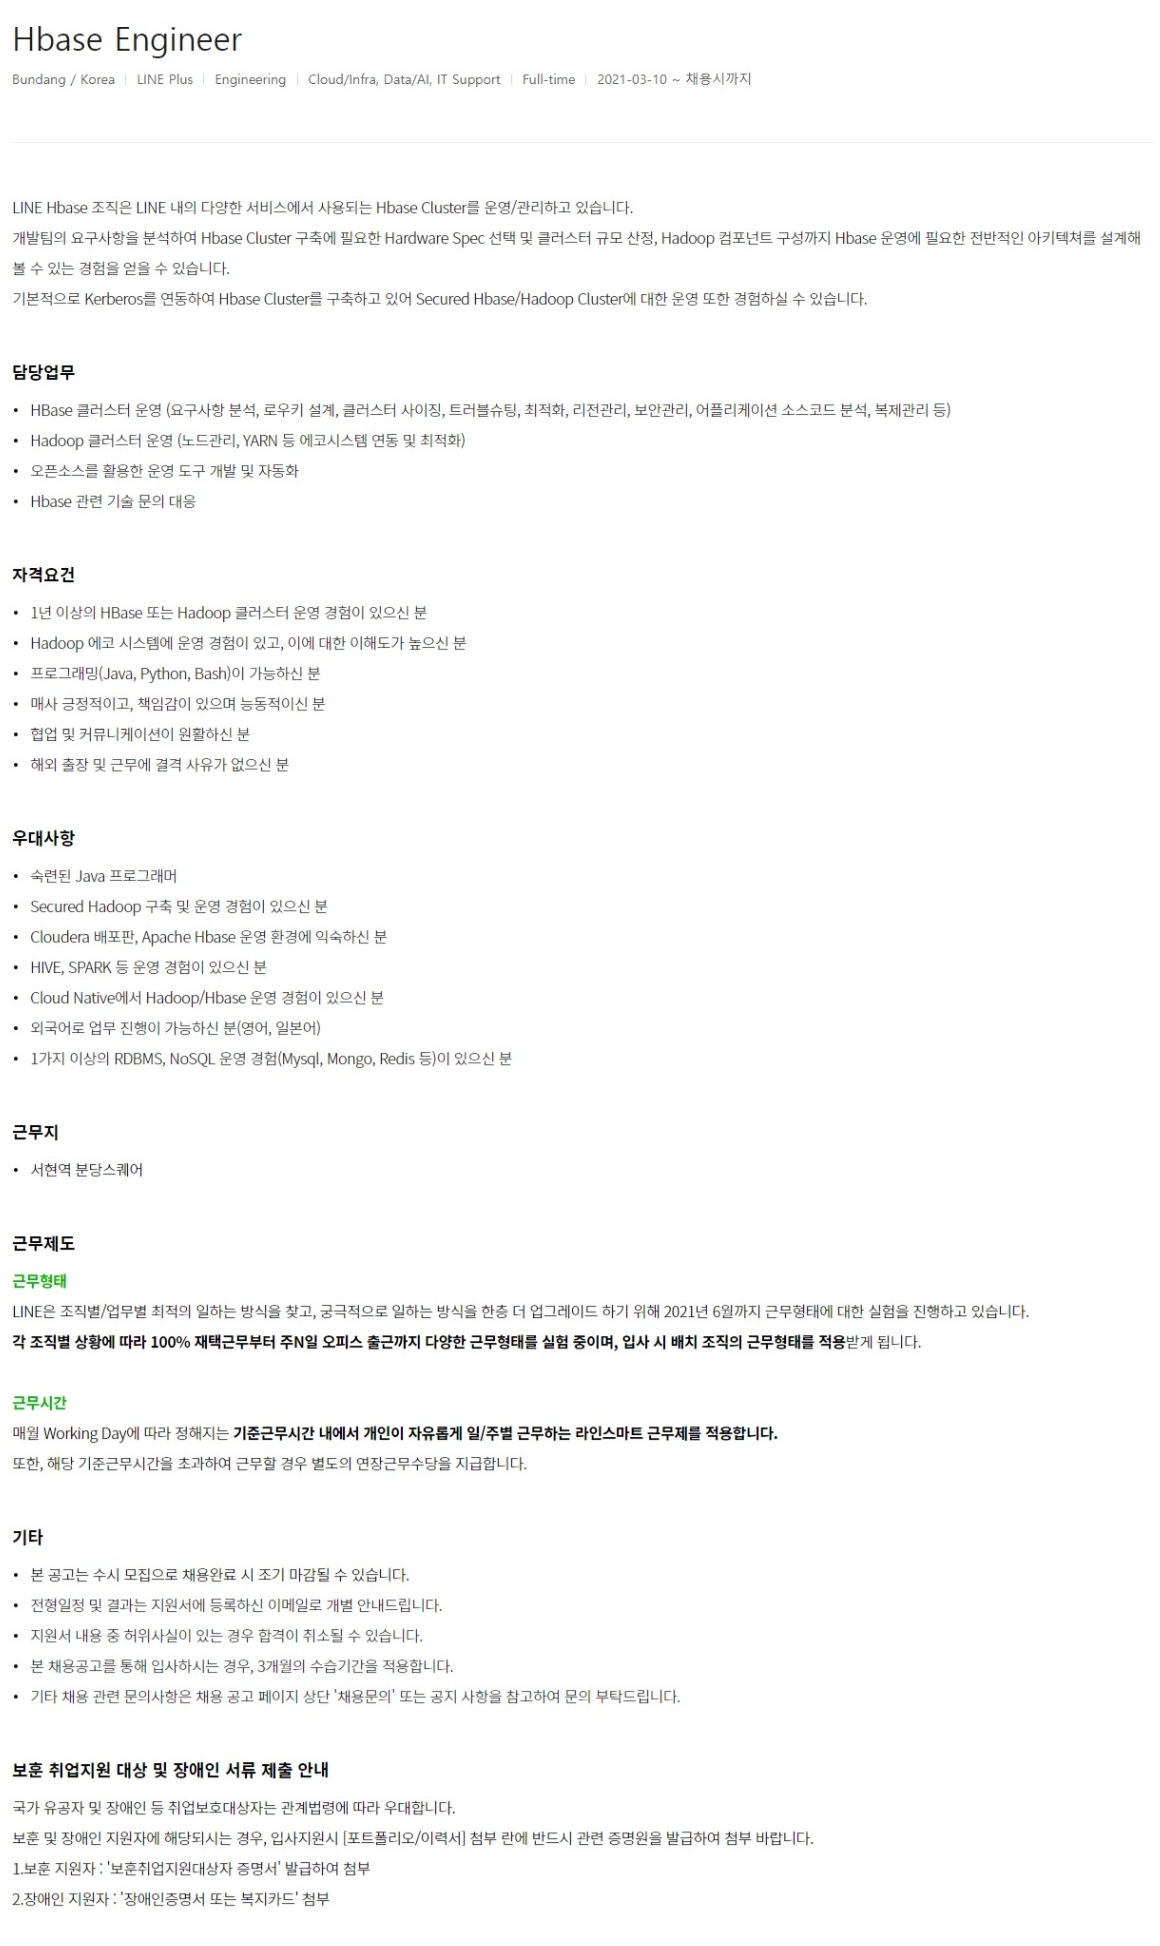 Hbase Engineer
Bundang / Korea | LINE Plus | Engineering | Cloud/Infra, Data/AI, IT Support | Full-time | 2021-03-10 ~ 채용시까지
LINE Hbase 조직은 LINE 내의 다양한 서비스에서 사용되는 Hbase Cluster를 운영/관리하고 있습니다.
개발팀의 요구사항을 분석하여 Hbase Cluster 구축에 필요한 Hardware Spec 선택 및 클러스터 규모 산정, Hadoop 컴포넌트 구성까지 Hbase 운영에 필요한 전반적인 아키텍쳐를 설계해
볼 수 있는 경험을 얻을 수 있습니다.
기본적으로 Kerberos를 연동하여 Hbase Cluster를 구축하고 있어 Secured Hbase/Hadoop Cluster에 대한 운영 또한 경험하실 수 있습니다.
담당업무
• HBase 클러스터 운영 (요구사항 분석, 로우키 설계, 클러스터 사이징, 트러블슈팅, 최적화, 리전관리, 보안관리, 어플리케이션 소스코드 분석, 복제관리 등)
• Hadoop 클러스터 운영 (노드관리, YARN 등 에코시스템 연동 및 최적화)
• 오픈소스를 활용한 운영 도구 개발 및 자동화
• Hbase 관련 기술 문의 대응
자격요건
• 1년 이상의 HBase 또는 Hadoop 클러스터 운영 경험이 있으신 분
• Hadoop 에코 시스템에 운영 경험이 있고, 이에 대한 이해도가 높으신 분
• 프로그래밍(Java, Python, Bash)이 가능하신 분
• 매사 긍정적이고, 책임감이 있으며 능동적이신 분
• 협업 및 커뮤니케이션이 원활하신 분
• 해외 출장 및 근무에 결격 사유가 없으신 분
우대사항
• 숙련된 Java 프로그래머
• Secured Hadoop 구축 및 운영 경험이 있으신 분
• Cloudera 배포판, Apache Hbase 운영 환경에 익숙하신 분
• HIVE, SPARK 등 운영 경험이 있으신 분
• Cloud Native에서 Hadoop/Hbase 운영 경험이 있으신 분
• 외국어로 업무 진행이 가능하신 분(영어, 일본어)
• 1가지 이상의 RDBMS, NoSQL 운영 경험(Mysql, Mongo, Redis 등)이 있으신 분
근무지
• 서현역 분당스퀘어
근무제도
근무형태
LINE은 조직별/업무별 최적의 일하는 방식을 찾고, 궁극적으로 일하는 방식을 한층 더 업그레이드 하기 위해 2021년 6월까지 근무형태에 대한 실험을 진행하고 있습니다.
각 조직별 상황에 따라 100% 재택근무부터 주N일 오피스 출근까지 다양한 근무형태를 실험 중이며, 입사 시 배치 조직의 근무형태를 적용받게 됩니다.
근무시간
매월 Working Day에 따라 정해지는 기준근무시간 내에서 개인이 자유롭게 일/주별 근무하는 라인스마트 근무제를 적용합니다.
또한, 해당 기준근무시간을 초과하여 근무할 경우 별도의 연장근무수당을 지급합니다.
기타
• 본 공고는 수시 모집으로 채용완료 시 조기 마감될 수 있습니다.
• 전형일정 및 결과는 지원서에 등록하신 이메일로 개별 안내드립니다.
• 지원서 내용 중 허위사실이 있는 경우 합격이 취소될 수 있습니다.
• 본 채용공고를 통해 입사하시는 경우, 3개월의 수습기간을 적용합니다.
• 기타 채용 관련 문의사항은 채용 공고 페이지 상단 '채용문의' 또는 공지 사항을 참고하여 문의 부탁드립니다.
보훈 취업지원 대상 및 장애인 서류 제출 안내
국가 유공자 및 장애인 등 취업보호대상자는 관계법령에 따라 우대합니다.
보훈 및 장애인 지원자에 해당되시는 경우, 입사지원시 [포트폴리오/이력서] 첨부 란에 반드시 관련 증명원을 발급하여 첨부 바랍니다.
1.보훈 지원자 : '보훈취업지원대상자 증명서' 발급하여 첨부
2.장애인 지원자 : '장애인증명서 또는 복지카드' 첨부